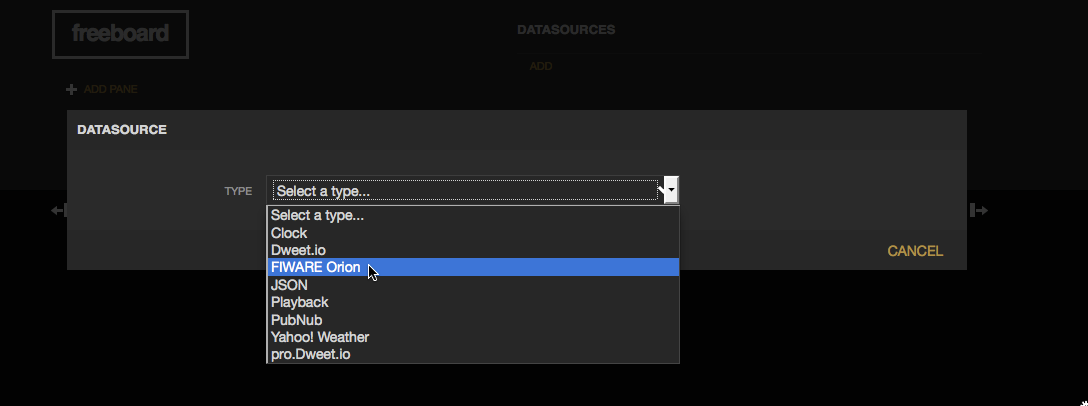 freeboard
DATASOURCES
ADD
ADD PANE
DATASOURCE
TYPE
Select a type...
Select a type...
Clock
Dweet.io
FIWARE Orion
JSON
Playback
PubNub
Yahoo! Weather
pro.Dweet.io
CANCEL